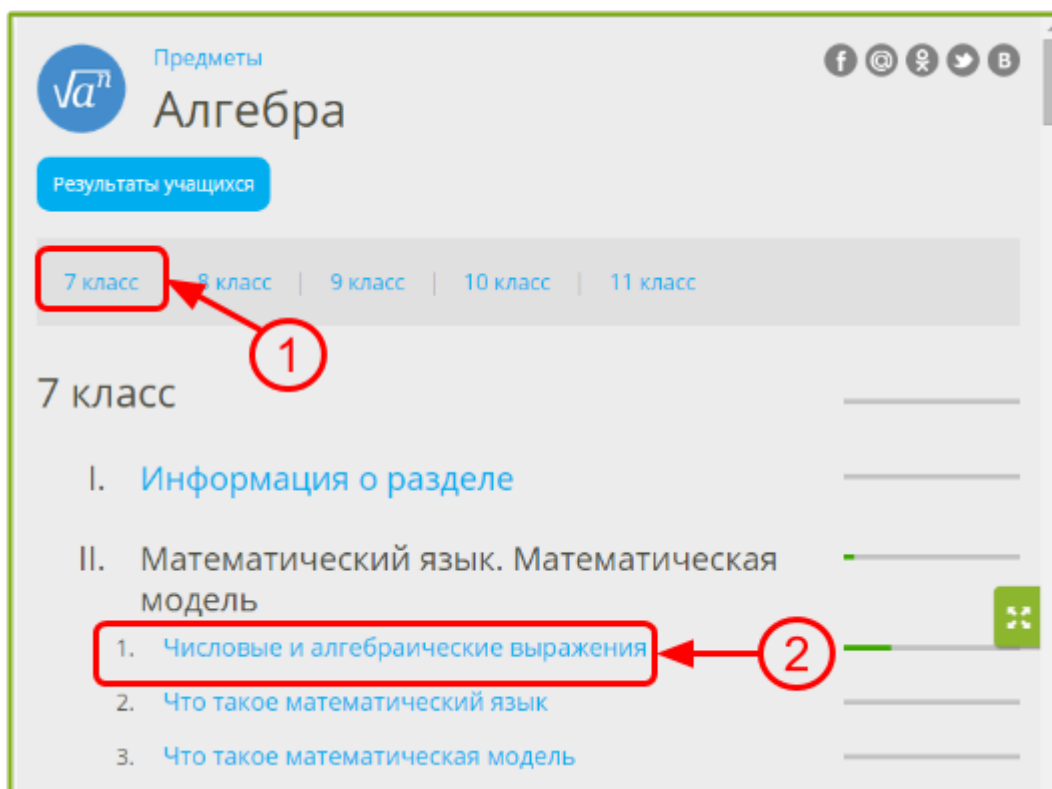 √aⁿ
Предметы
Алгебра
Результаты учащихся
7 класс 8 класс | 9 класс | 10 класс | 11 класс
1
7 класс
I. Информация о разделе
II. Математический язык. Математическая
модель
1. Числовые и алгебраические выражения
2
2. Что такое математический язык
3. Что такое математическая модель